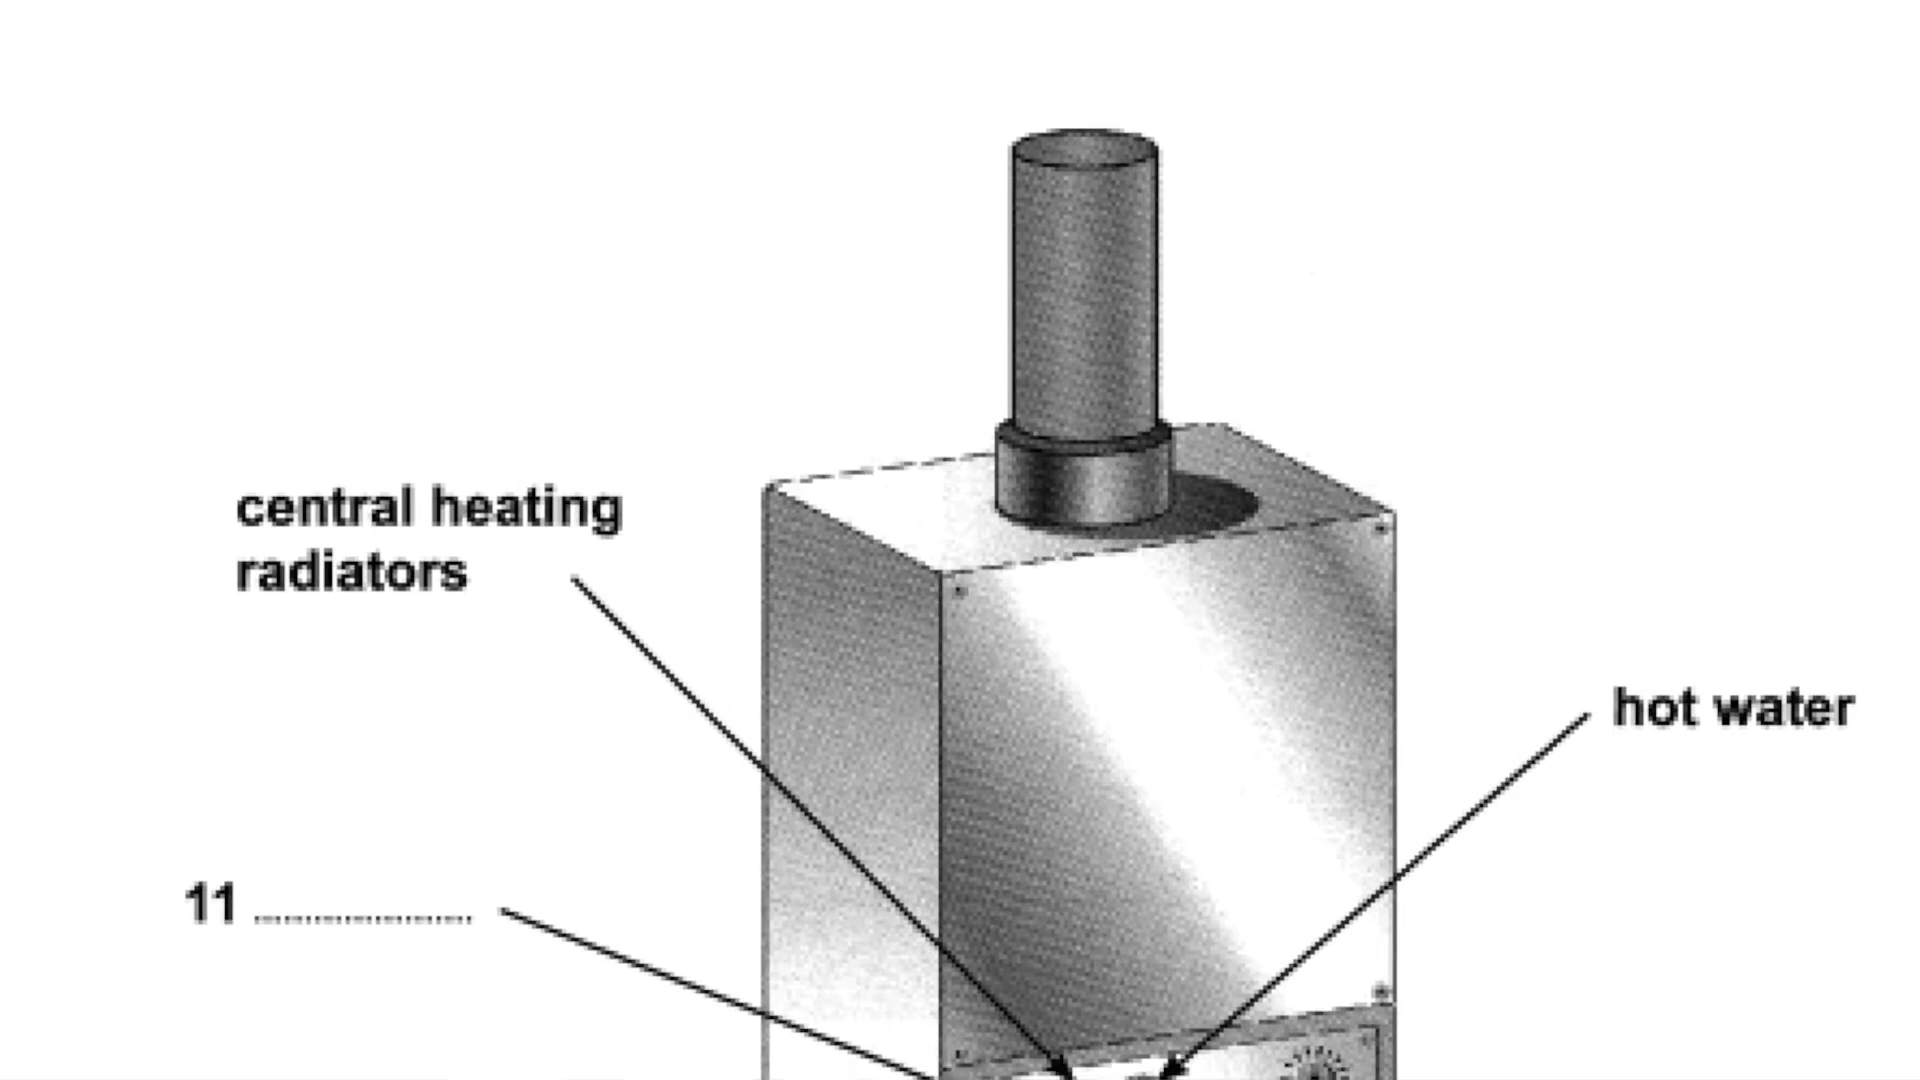 central heating
radiators
hot water
11 ........................